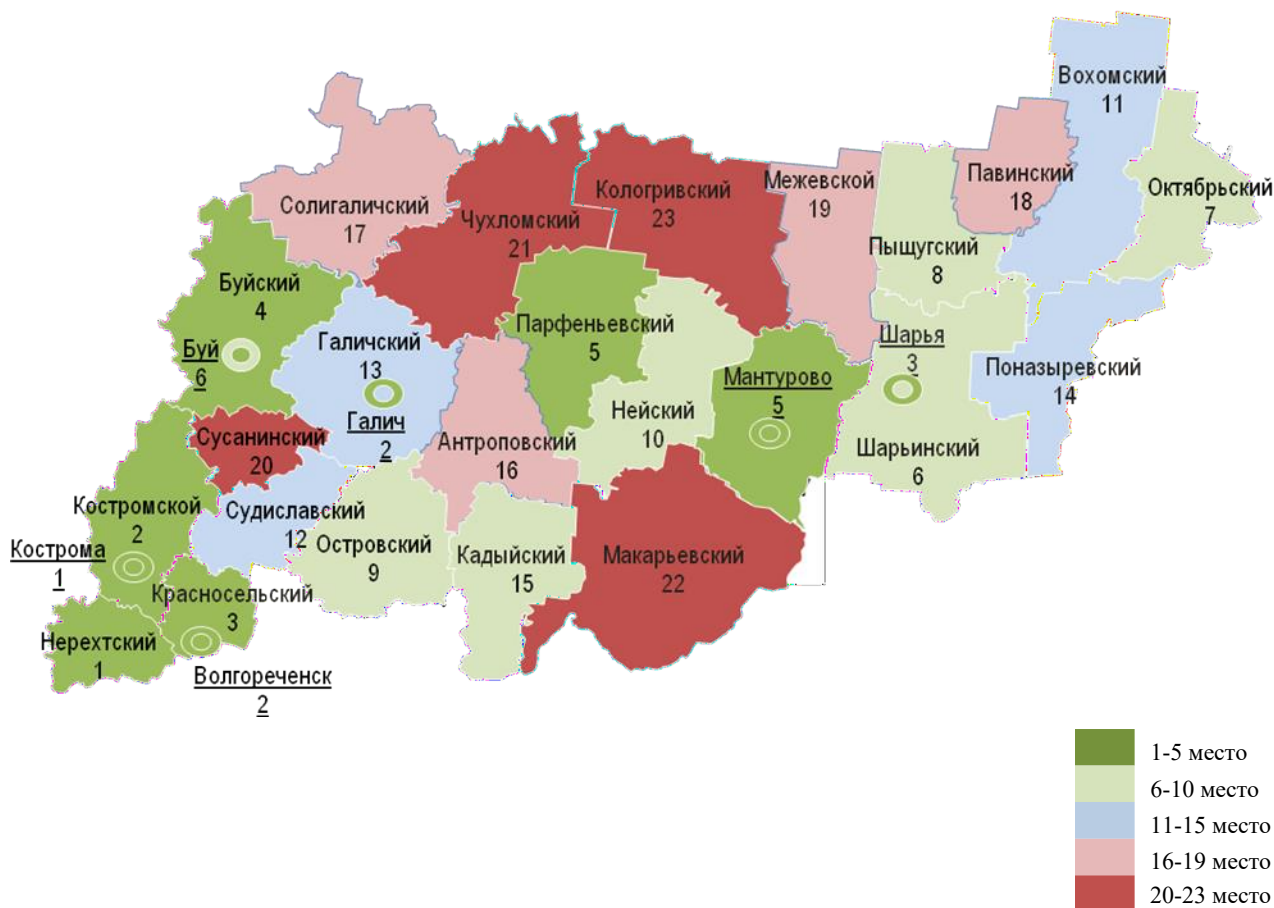 Вохомский
11
Павинский
18
Октябрьский
7
Межевской
19
Кологривский
23
Солигаличский
17
Чухломский
21
Пыщугский
8
Буйский
4
Парфеньевский
5
Галичский
13
Шарья
3
Поназыревский
14
Буй
6
Мантурово
5
Нейский
10
Галич
2
Сусанинский
20
Антроповский
16
Шарьинский
6
Костромской
2
Судиславский
12
Островский
9
Кадыйский
15
Макарьевский
22
Кострома
1
Красносельский
3
Нерехтский
1
Волгореченск
2
1-5 место
6-10 место
11-15 место
16-19 место
20-23 место